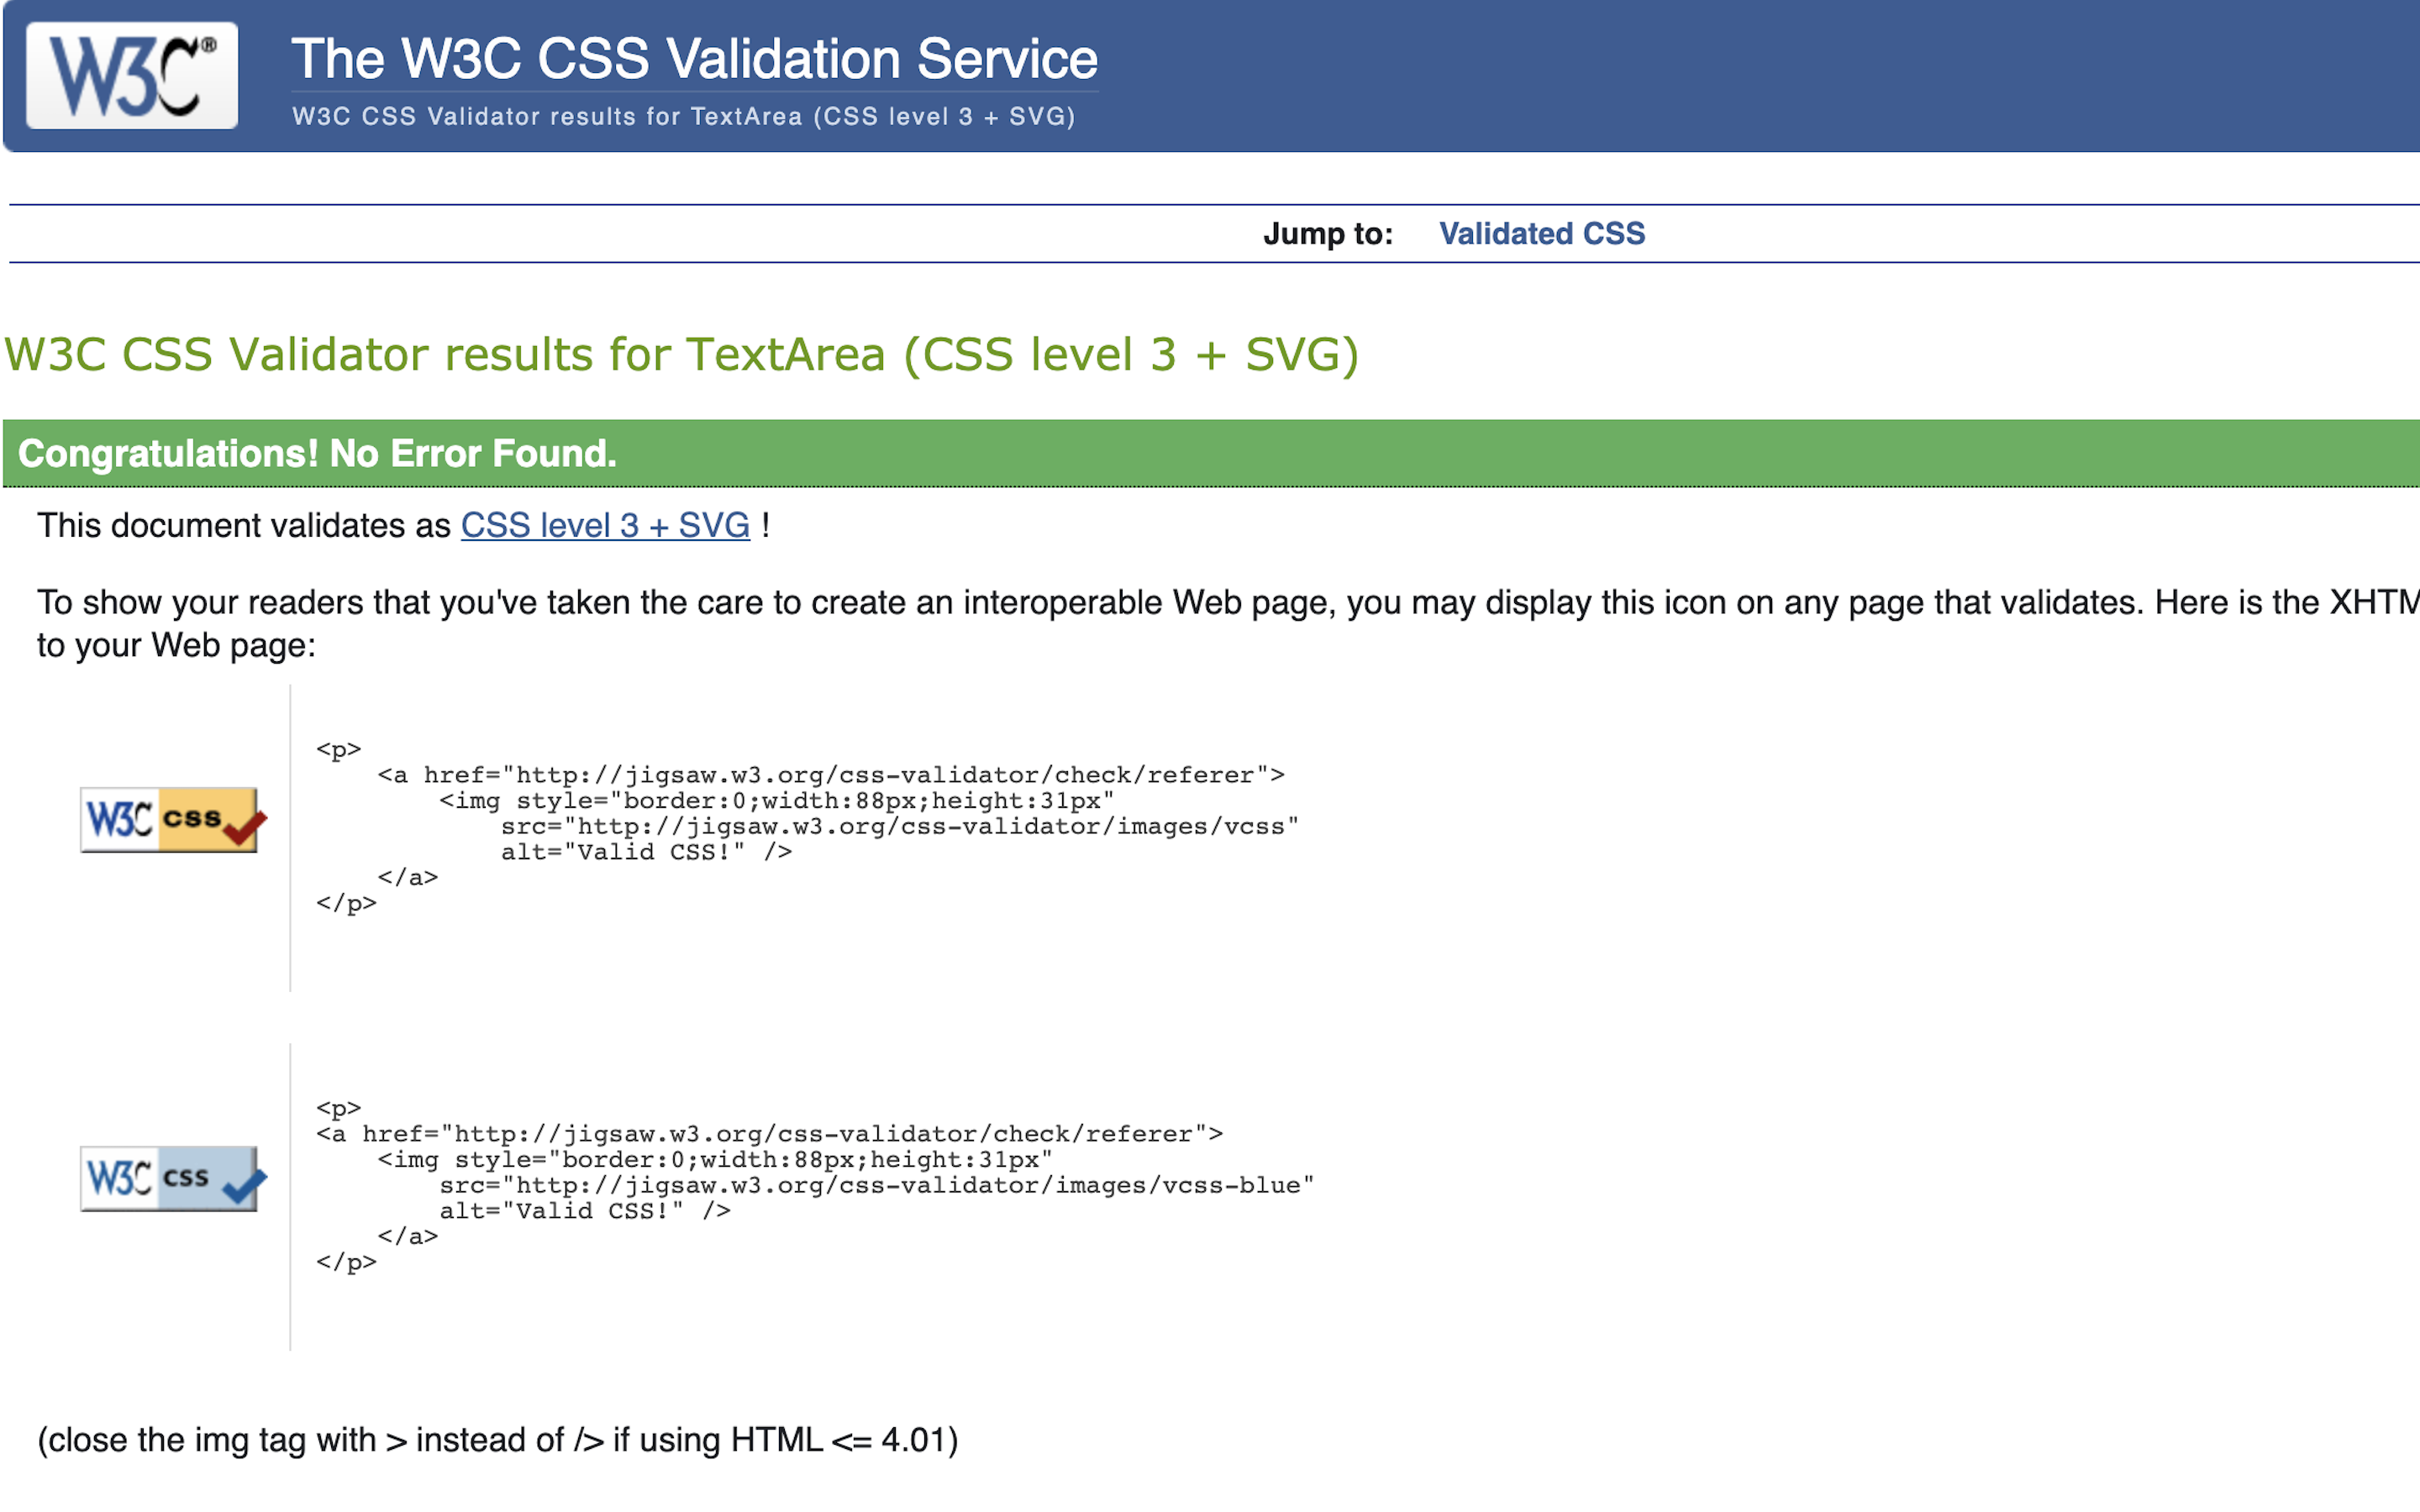 W3C®
The W3C CSS Validation Service
W3C CSS Validator results for TextArea (CSS level 3 + SVG)
Jump to: Validated CSS
W3C CSS Validator results for TextArea (CSS level 3 + SVG)
Congratulations! No Error Found.
This document validates as CSS level 3 + SVG !
To show your readers that you've taken the care to create an interoperable Web page, you may display this icon on any page that validates. Here is the XHTM
to your Web page:
W3C css
<p>
<a href="http://jigsaw.w3.org/css-validator/check/referer">
<img style="border:0;width:88px;height:31px"
src="http://jigsaw.w3.org/css-validator/images/vcss"
alt="Valid CSS!" />
</a>
</p>
W3C css
<p>
<a href="http://jigsaw.w3.org/css-validator/check/referer">
<img style="border:0;width:88px;height:31px"
src="http://jigsaw.w3.org/css-validator/images/vcss-blue"
alt="Valid CSS!" />
</a>
</p>
(close the img tag with > instead of /> if using HTML <= 4.01)